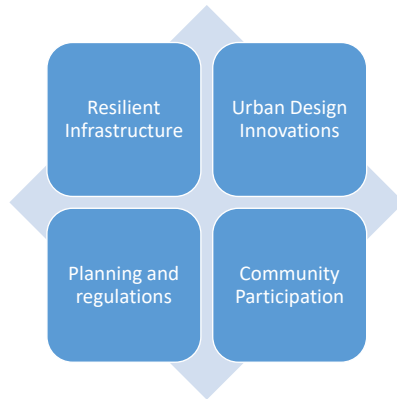 Resilient
Infrastructure
Urban Design
Innovations
Planning and
regulations
Community
Participation